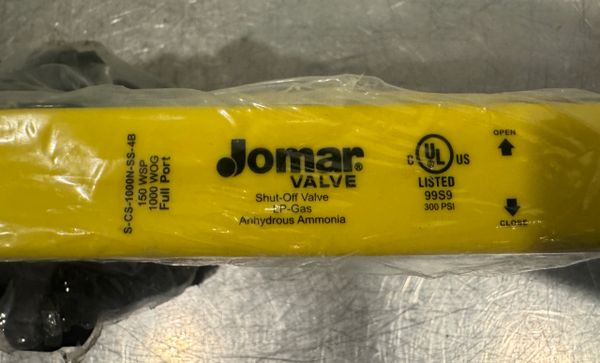 S-CS-1000N-SS-4B
150 WSP
1000 WOG
Full Port
Jomar®
VALVE
Shut-Off Valve
LP-Gas
Anhydrous Ammonia
C UL US
LISTED
99S9
300 PSI
OPEN
CLOSE